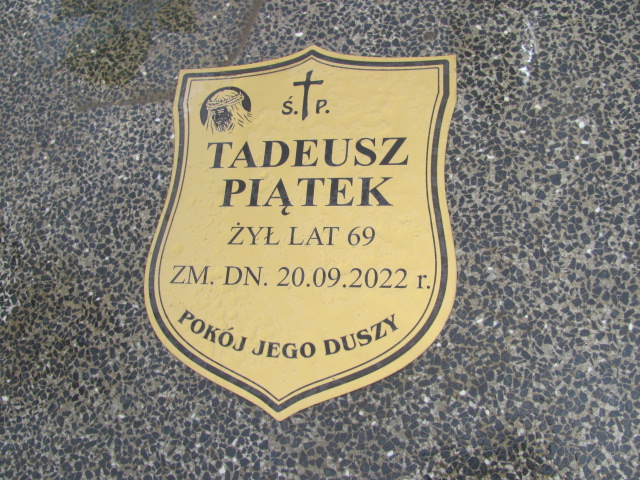 Ś. P.
TADEUSZ
PIĄTEK
ŻYŁ LAT 69
ZM. DN. 20.09.2022 r.
POKÓJ JEGO DUSZY